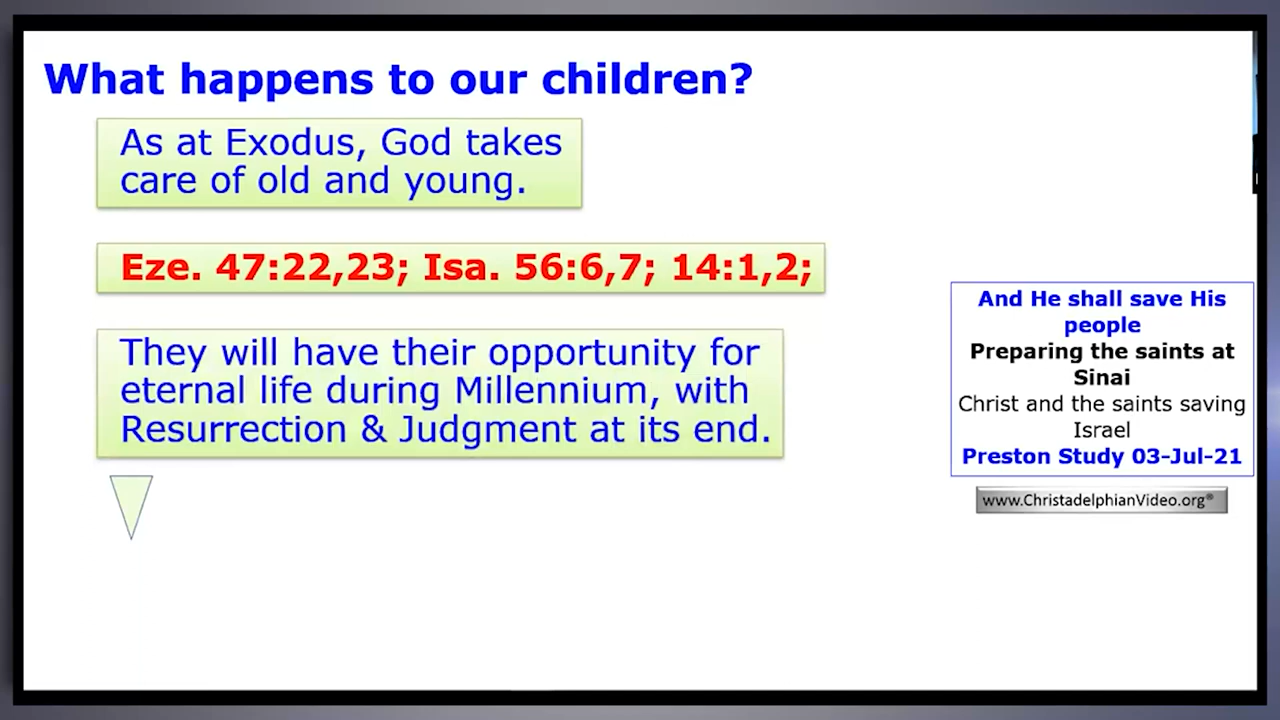 What happens to our children?
As at Exodus, God takes
care of old and young.
Eze. 47:22,23; Isa. 56:6,7; 14:1,2;
They will have their opportunity for
eternal life during Millennium, with
Resurrection & Judgment at its end.
And He shall save His
people
Preparing the saints at
Sinai
Christ and the saints saving
Israel
Preston Study 03-Jul-21
www.ChristadelphianVideo.org®